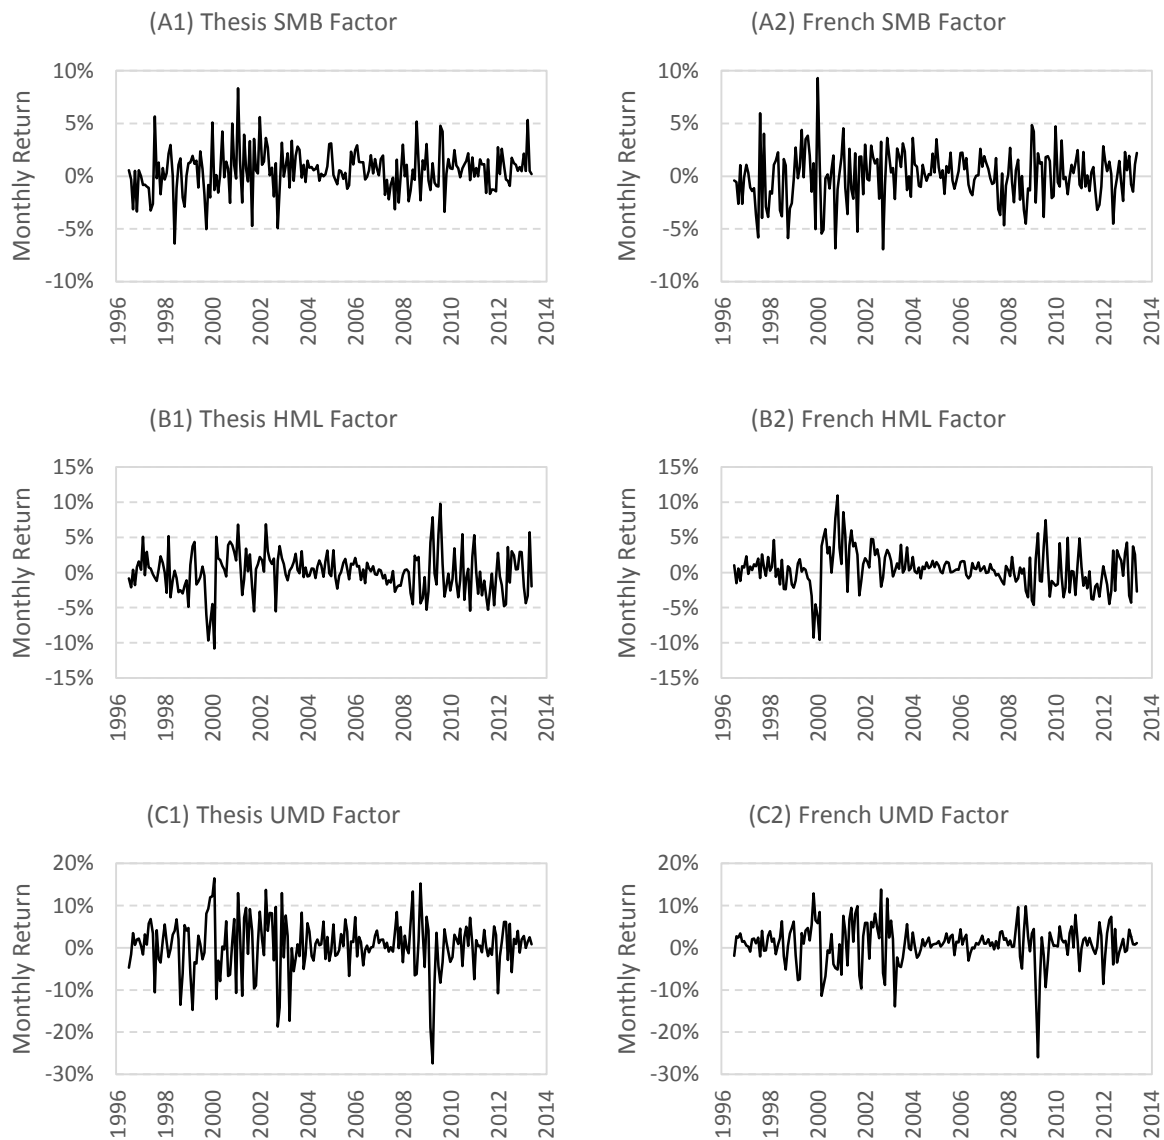 (A1) Thesis SMB Factor
Monthly Return
10%
5%
0%
-5%
-10%
1996 1998 2000 2002 2004 2006 2008 2010 2012 2014
(A2) French SMB Factor
Monthly Return
10%
5%
0%
-5%
-10%
1996 1998 2000 2002 2004 2006 2008 2010 2012 2014
(B1) Thesis HML Factor
Monthly Return
15%
10%
5%
0%
-5%
-10%
-15%
1996 1998 2000 2002 2004 2006 2008 2010 2012 2014
(B2) French HML Factor
Monthly Return
15%
10%
5%
0%
-5%
-10%
-15%
1996 1998 2000 2002 2004 2006 2008 2010 2012 2014
(C1) Thesis UMD Factor
Monthly Return
20%
10%
0%
-10%
-20%
-30%
1996 1998 2000 2002 2004 2006 2008 2010 2012 2014
(C2) French UMD Factor
Monthly Return
20%
10%
0%
-10%
-20%
-30%
1996 1998 2000 2002 2004 2006 2008 2010 2012 2014